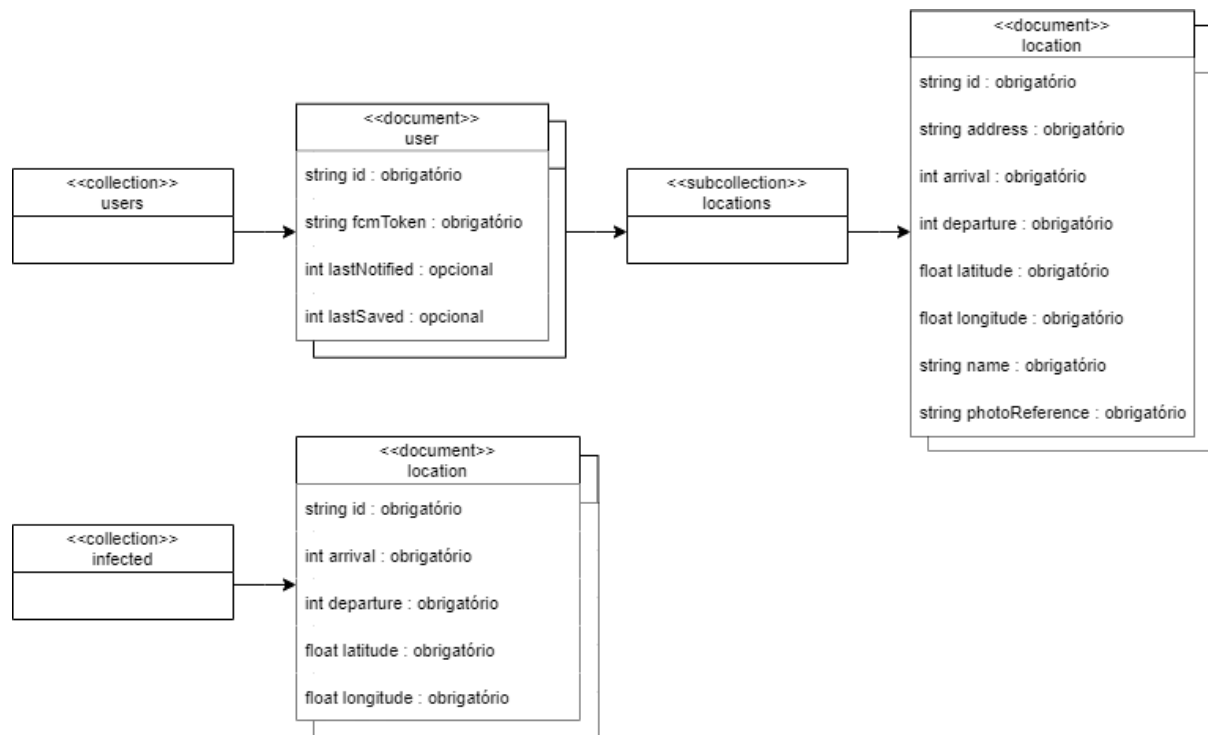 <<collection>>
users
<<document>>
user
string id : obrigatório
string fcmToken : obrigatório
int lastNotified : opcional
int lastSaved : opcional
<<subcollection>>
locations
<<document>>
location
string id : obrigatório
string address : obrigatório
int arrival : obrigatório
int departure : obrigatório
float latitude : obrigatório
float longitude : obrigatório
string name : obrigatório
string photoReference : obrigatório
<<collection>>
infected
<<document>>
location
string id : obrigatório
int arrival : obrigatório
int departure : obrigatório
float latitude : obrigatório
float longitude : obrigatório